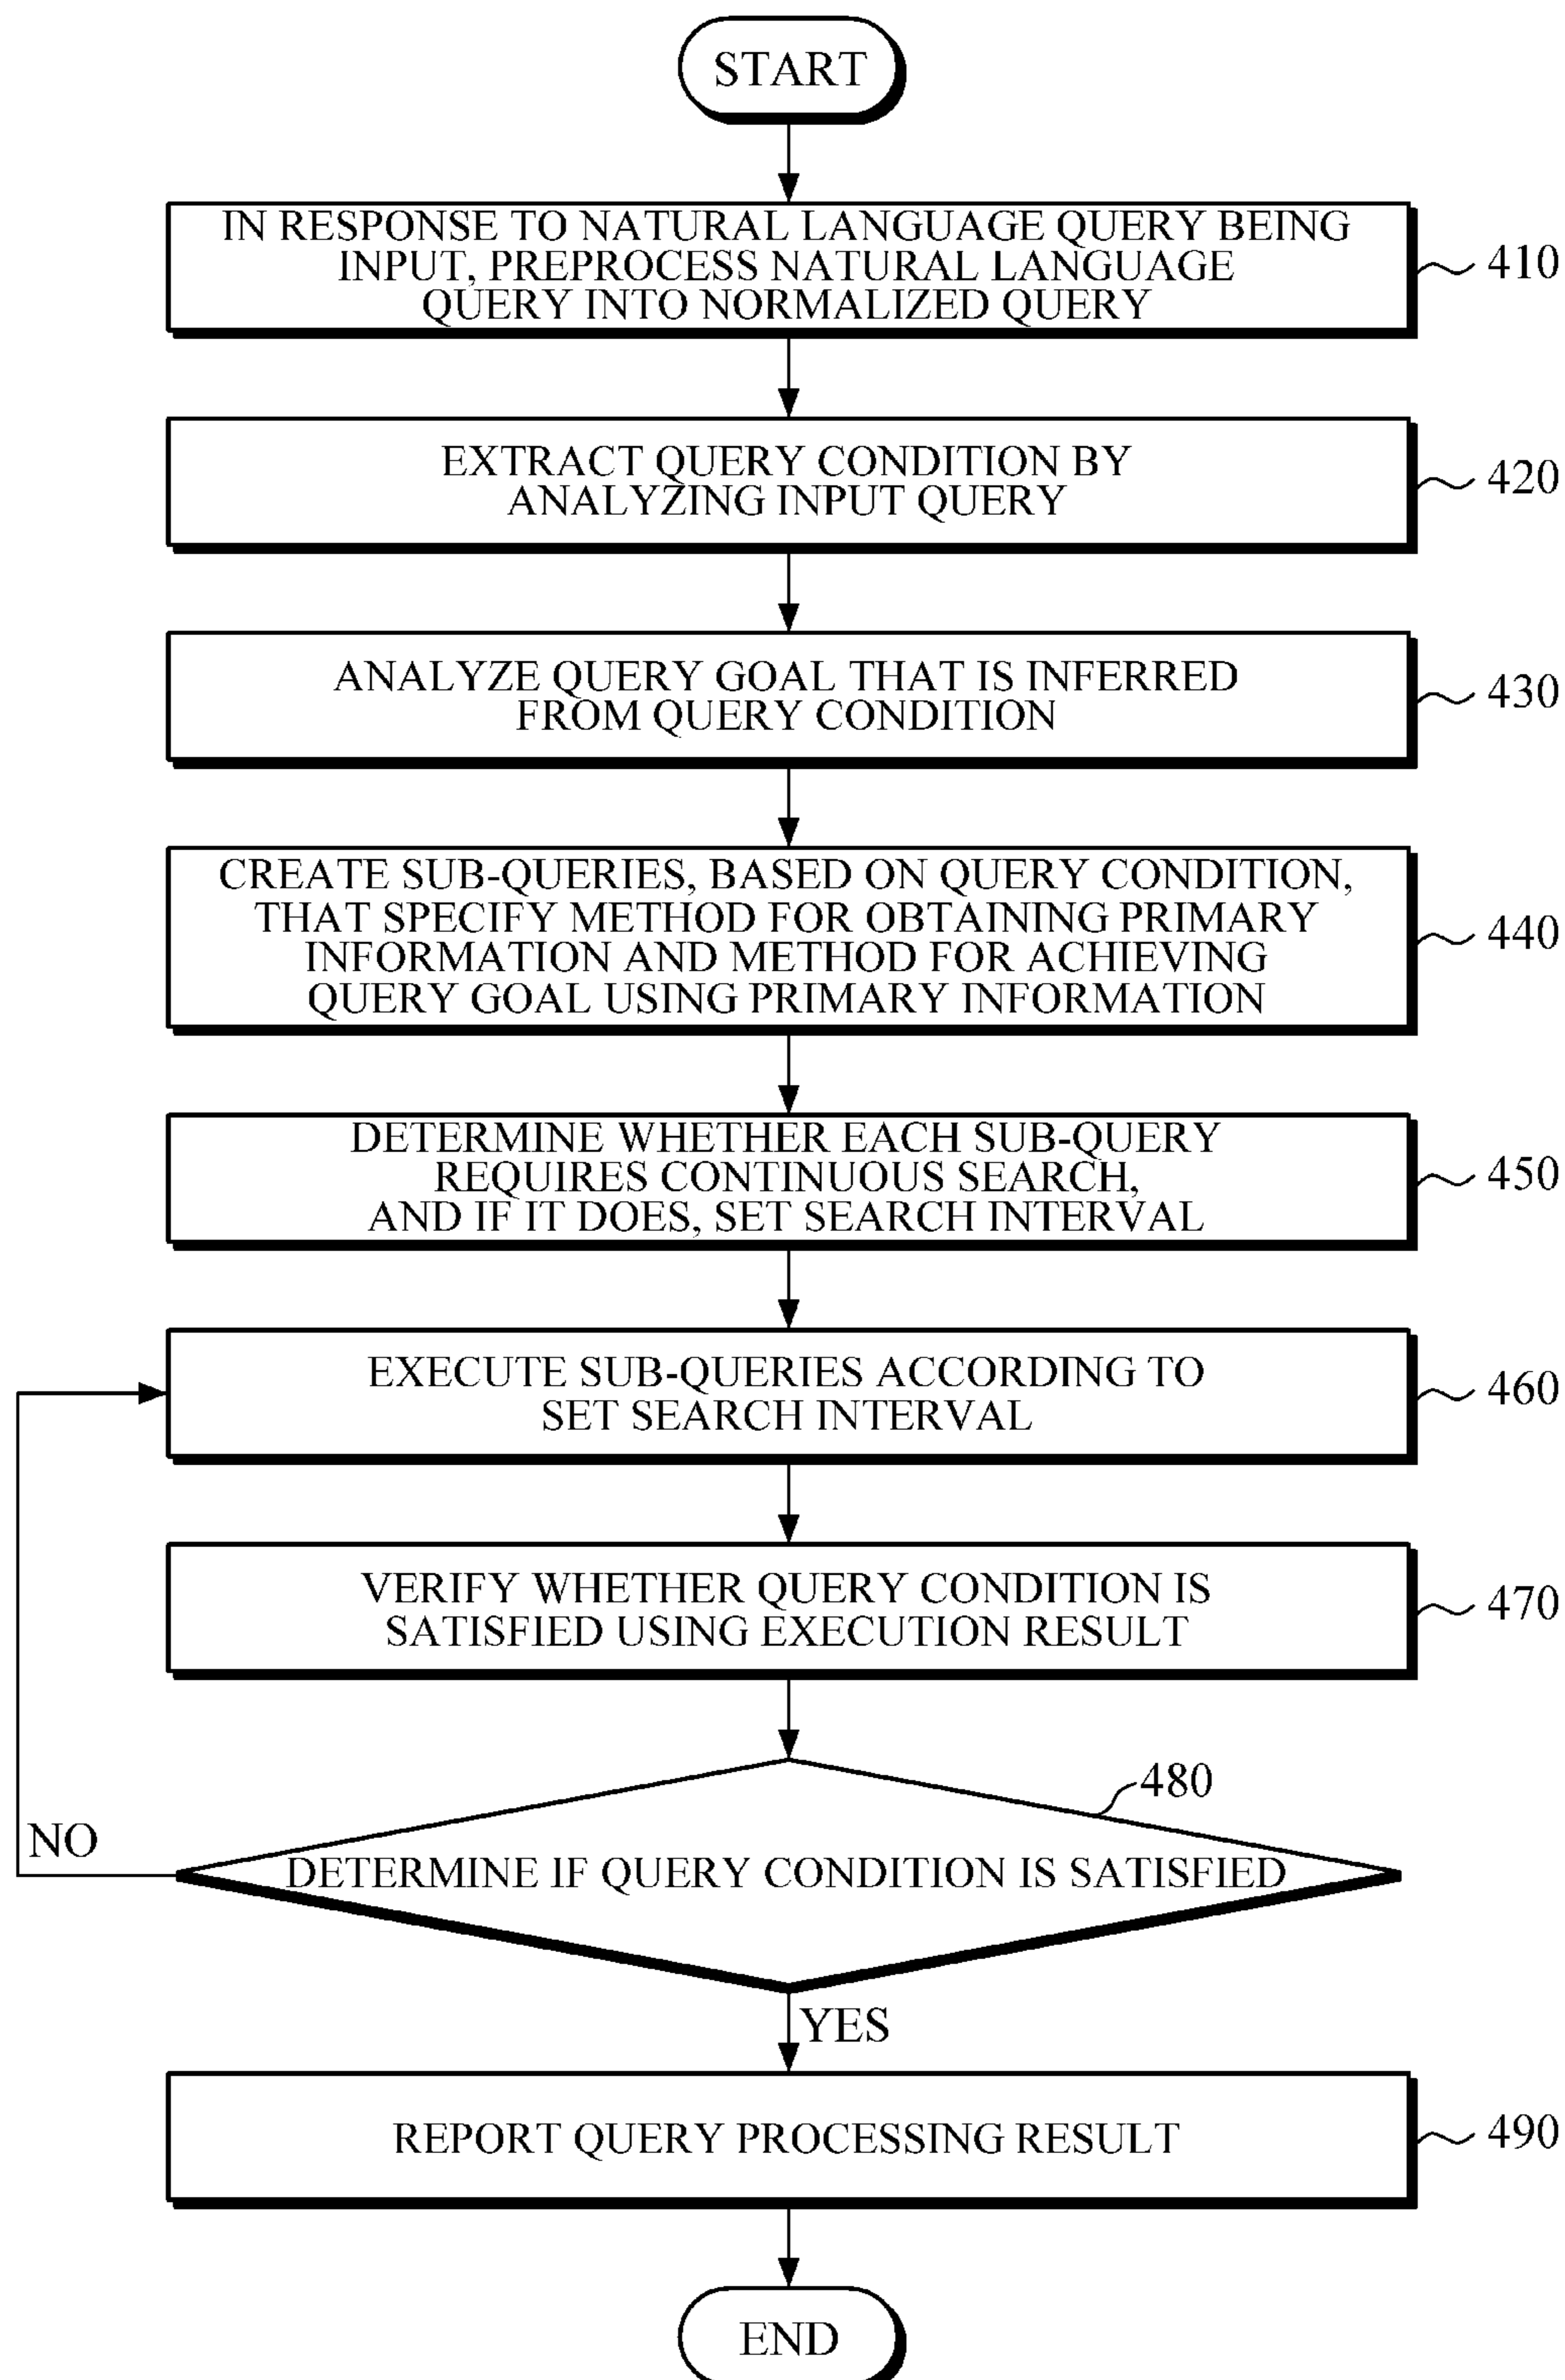 START
IN RESPONSE TO NATURAL LANGUAGE QUERY BEING
INPUT, PREPROCESS NATURAL LANGUAGE
QUERY INTO NORMALIZED QUERY
410
EXTRACT QUERY CONDITION BY
ANALYZING INPUT QUERY
420
ANALYZE QUERY GOAL THAT IS INFERRED
FROM QUERY CONDITION
430
CREATE SUB-QUERIES, BASED ON QUERY CONDITION,
THAT SPECIFY METHOD FOR OBTAINING PRIMARY
INFORMATION AND METHOD FOR ACHIEVING
QUERY GOAL USING PRIMARY INFORMATION
440
DETERMINE WHETHER EACH SUB-QUERY
REQUIRES CONTINUOUS SEARCH,
AND IF IT DOES, SET SEARCH INTERVAL
450
EXECUTE SUB-QUERIES ACCORDING TO
SET SEARCH INTERVAL
460
VERIFY WHETHER QUERY CONDITION IS
SATISFIED USING EXECUTION RESULT
470
480
NO
DETERMINE IF QUERY CONDITION IS SATISFIED
YES
REPORT QUERY PROCESSING RESULT
490
END